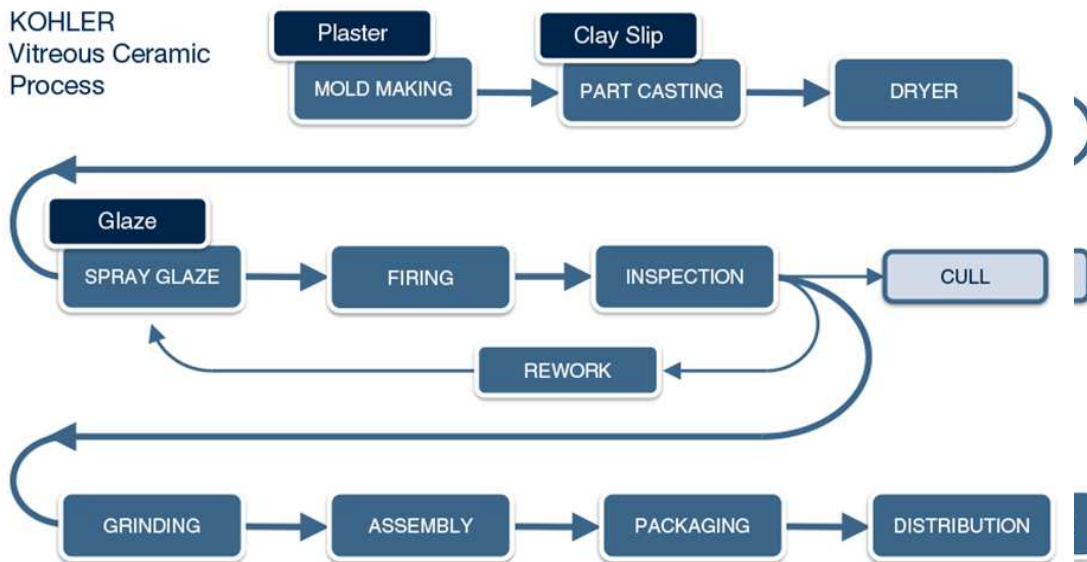 KOHLER
Vitreous Ceramic
Process
Plaster
MOLD MAKING
Clay Slip
PART CASTING
DRYER
Glaze
SPRAY GLAZE
FIRING
INSPECTION
CULL
REWORK
GRINDING
ASSEMBLY
PACKAGING
DISTRIBUTION